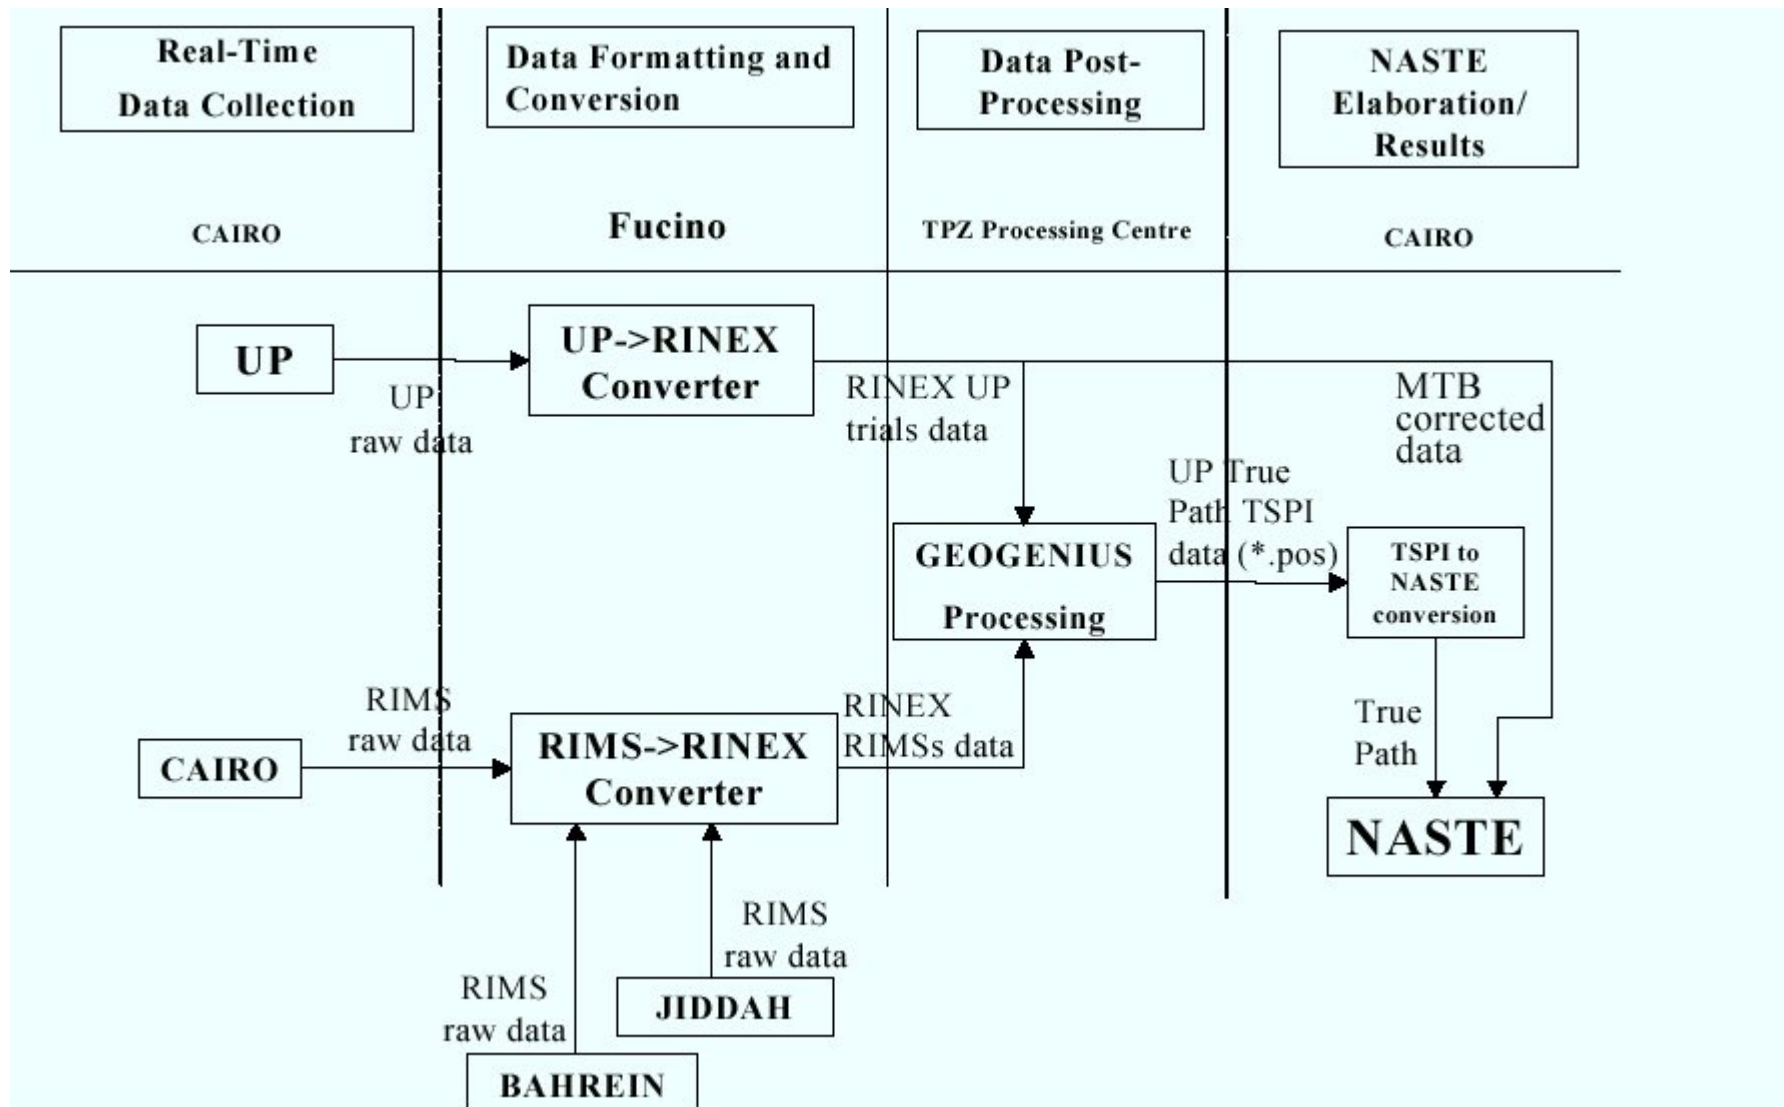 Real-Time
Data Collection
Data Formatting and
Conversion
Data Post-
Processing
NASTE
Elaboration/
Results
CAIRO
Fucino
TPZ Processing Centre
CAIRO
UP
UP
raw data
UP->RINEX
Converter
RINEX UP
trials data
MTB
corrected
data
UP True
Path TSPI
data (*.pos)
GEOGENIUS
Processing
TSPI to
NASTE
conversion
CAIRO
RIMS
raw data
RIMS->RINEX
Converter
RINEX
RIMSs data
True
Path
NASTE
RIMS
raw data
JIDDAH
RIMS
raw data
BAHREIN